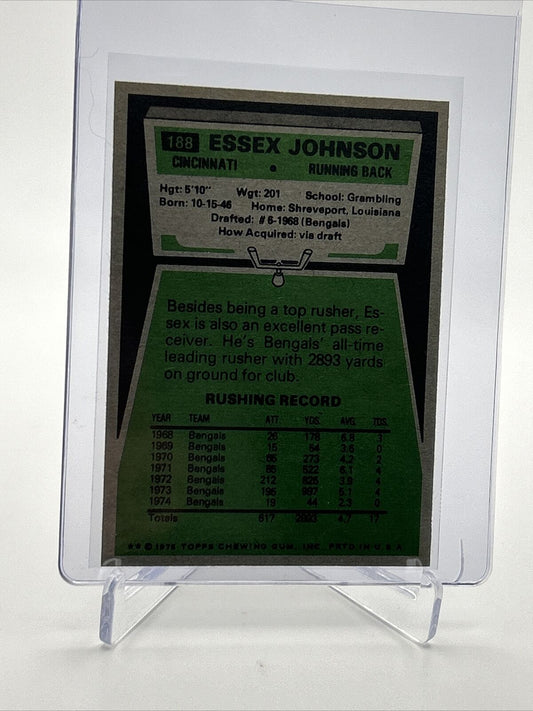 188 ESSEX JOHNSON
CINCINNATI • RUNNING BACK
Hgt: 5'10" Wgt: 201 School: Grambling
Born: 10-15-46 Home: Shreveport, Louisiana
Drafted: #6-1968 (Bengals)
How Acquired: via draft
Besides being a top rusher, Es-
sex is also an excellent pass re-
ceiver. He's Bengals' all-time
leading rusher with 2893 yards
on ground for club.
RUSHING RECORD
YEAR TEAM ATT. YDS. AVG. TDS.
1968 Bengals 26 178 6.8 3
1969 Bengals 15 54 3.6 0
1970 Bengals 65 273 4.2 2
1971 Bengals 85 522 6.1 4
1972 Bengals 212 825 3.9 4
1973 Bengals 195 997 5.1 4
1974 Bengals 19 44 2.3 0
Totals 617 2893 4.7 17
** © 1975 TOPPS CHEWING GUM, INC. PRTD IN U.S.A.